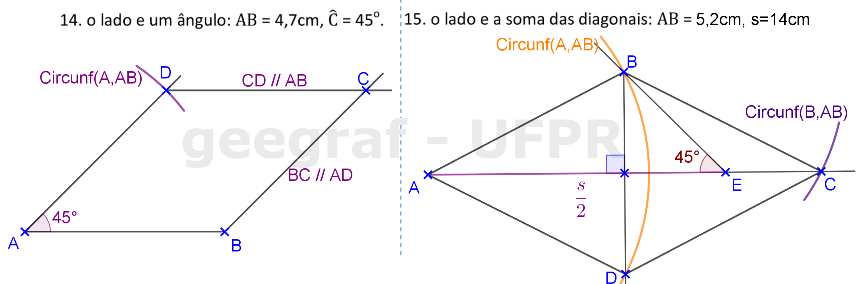 14. o lado e um ângulo: AB = 4,7cm, Ĉ = 45°.
Circunf(A,AB)
D
CD // AB
C
BC // AD
45°
A
B
15. o lado e a soma das diagonais: AB = 5,2cm, s=14cm
Circunf(A,AB)
B
Circunf(B,AB)
45°
A
E
C
s
2
D
geegraf - UFPR